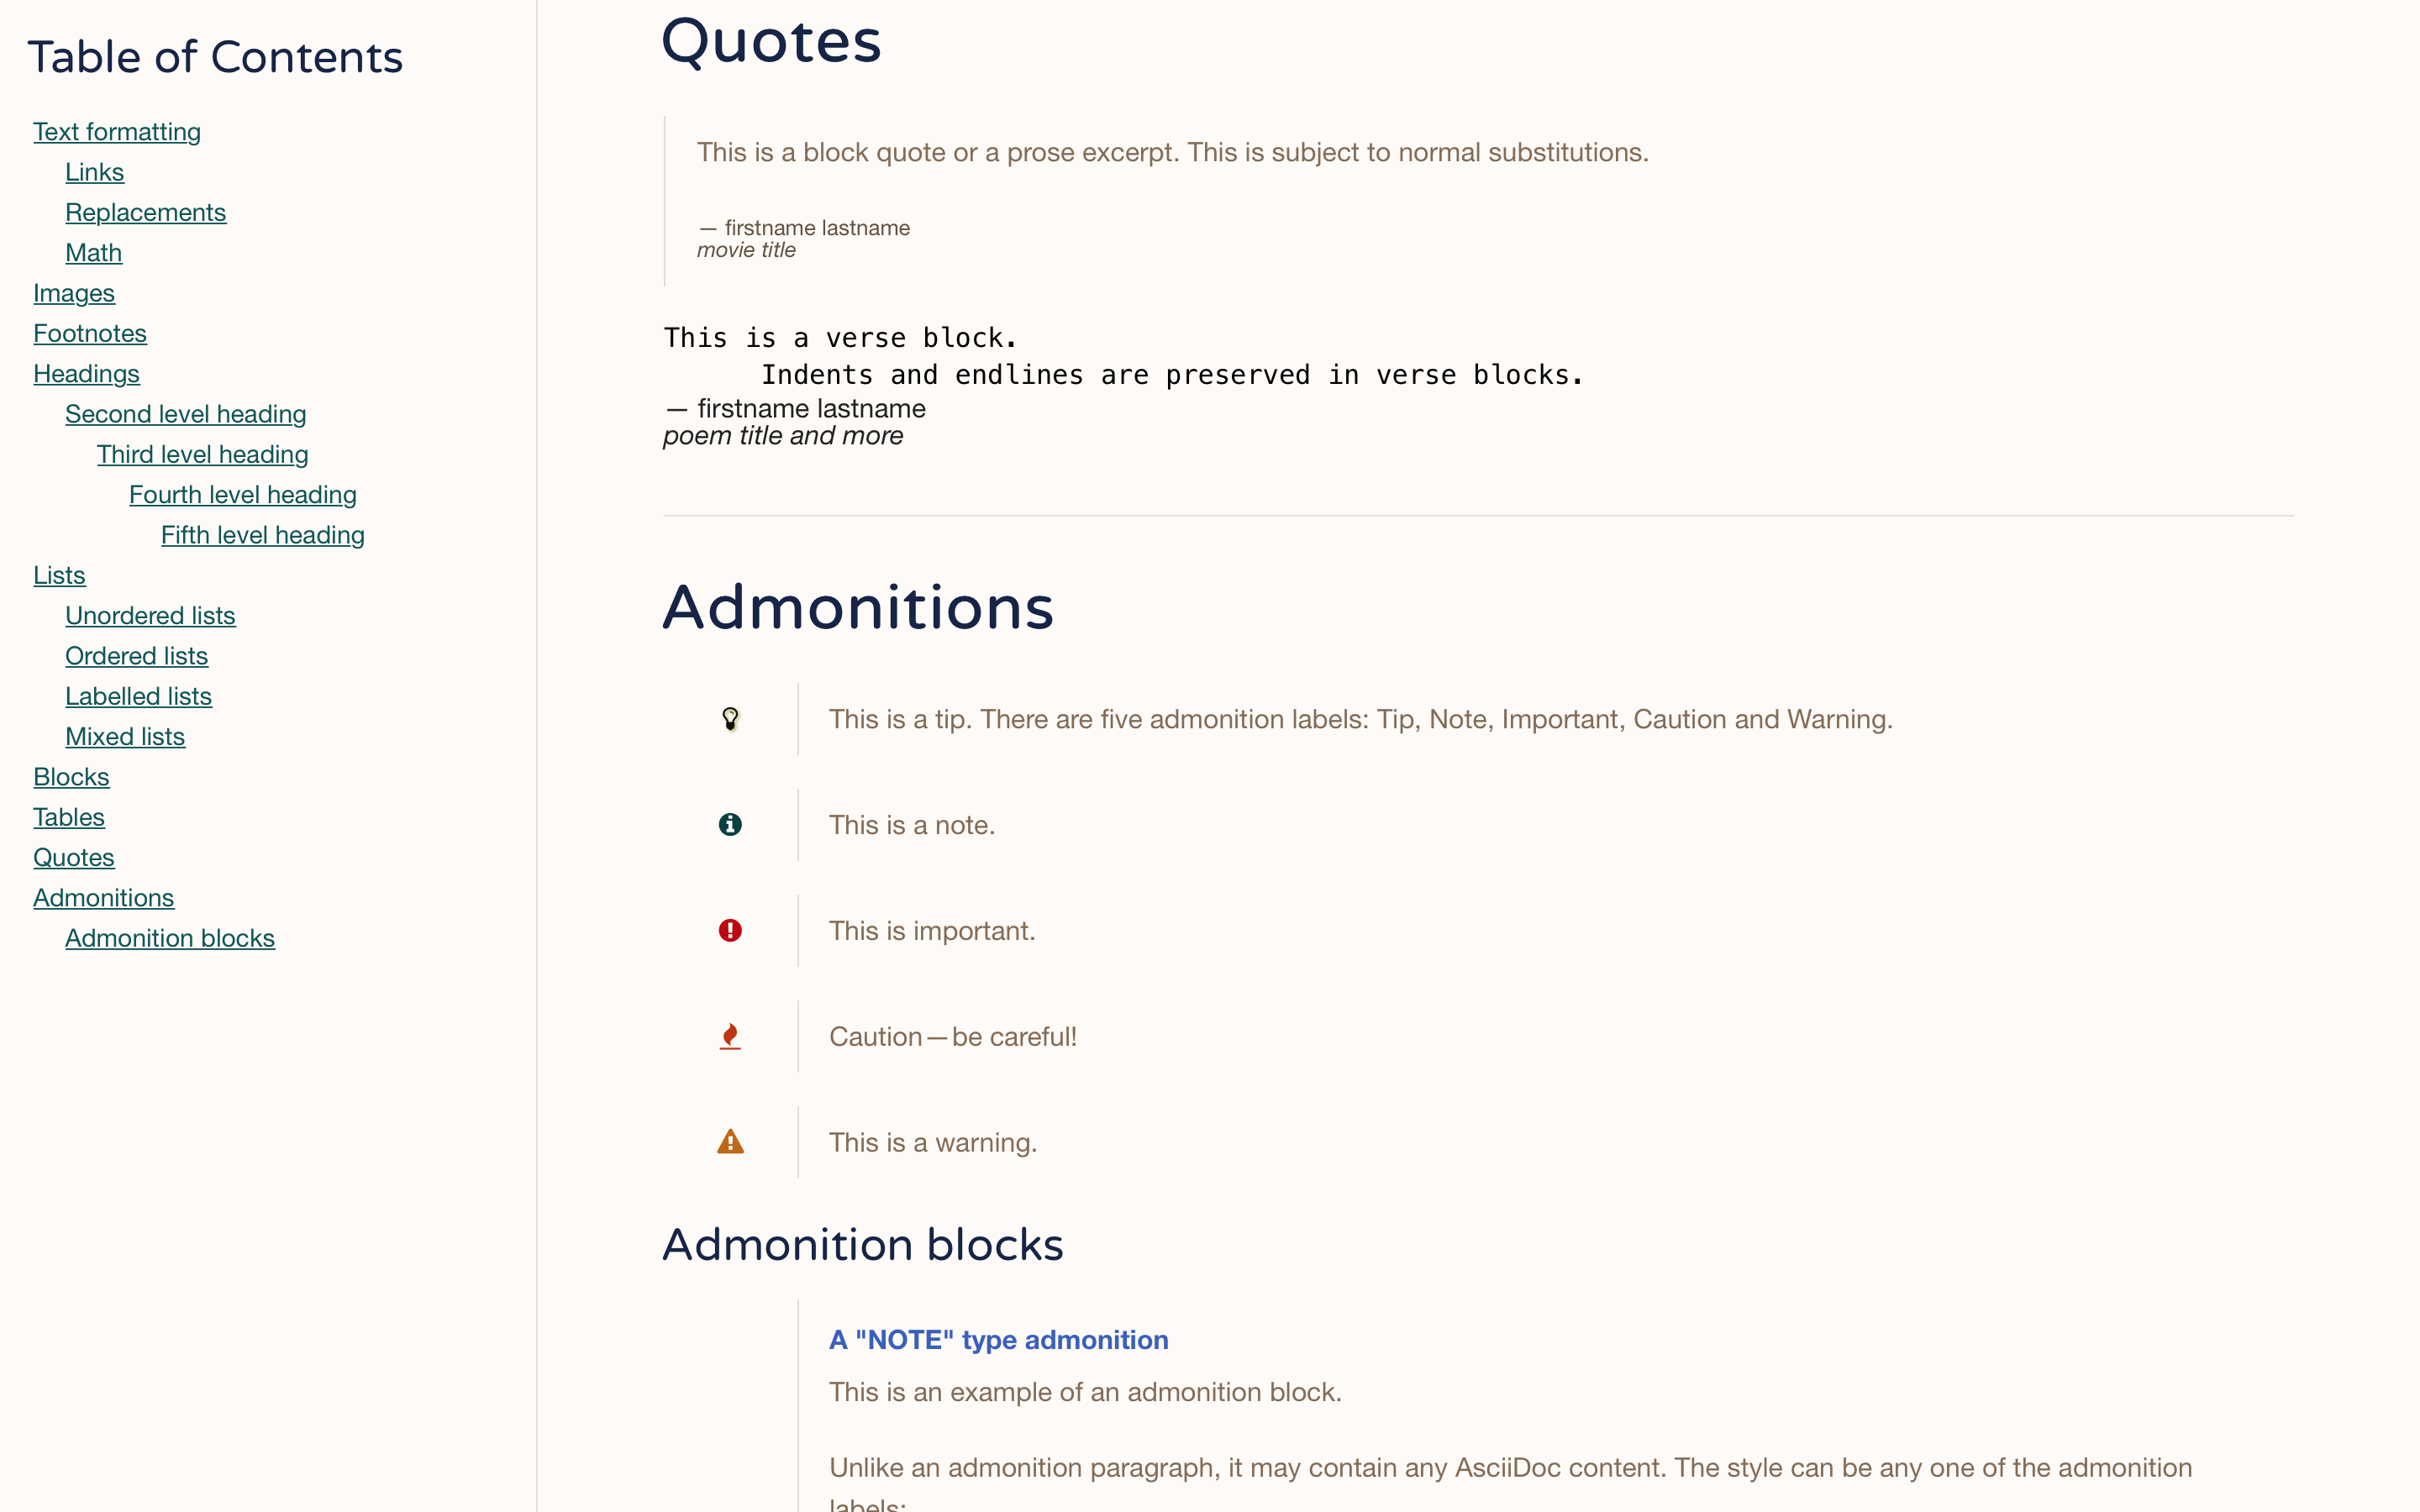 Table of Contents
Text formatting
Links
Replacements
Math
Images
Footnotes
Headings
Second level heading
Third level heading
Fourth level heading
Fifth level heading
Lists
Unordered lists
Ordered lists
Labelled lists
Mixed lists
Blocks
Tables
Quotes
Admonitions
Admonition blocks
Quotes
This is a block quote or a prose excerpt. This is subject to normal substitutions.
— firstname lastname
movie title
This is a verse block.
Indents and endlines are preserved in verse blocks.
— firstname lastname
poem title and more
Admonitions
This is a tip. There are five admonition labels: Tip, Note, Important, Caution and Warning.
This is a note.
This is important.
Caution — be careful!
This is a warning.
Admonition blocks
A "NOTE" type admonition
This is an example of an admonition block.
Unlike an admonition paragraph, it may contain any AsciiDoc content. The style can be any one of the admonition
labels: